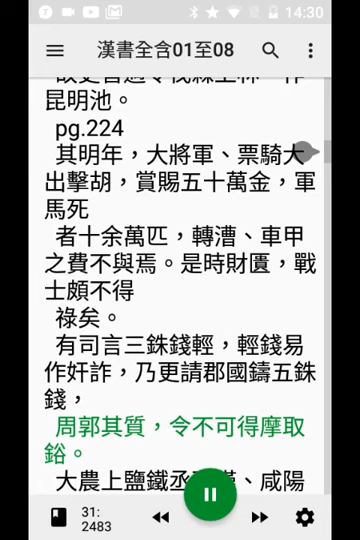 14:30
漢書全含01至08
昆明池。
pg.224
其明年，大將軍、票騎大
出擊胡，賞賜五十萬金，軍
馬死
者十余萬匹，轉漕、車甲
之費不與焉。是時財匱，戰
士頗不得
祿矣。
有司言三銖錢輕，輕錢易
作奸詐，乃更請郡國鑄五銖
錢，
周郭其質，令不可得摩取
鋊。
大農上鹽鐵丞 、咸陽
31:
2483